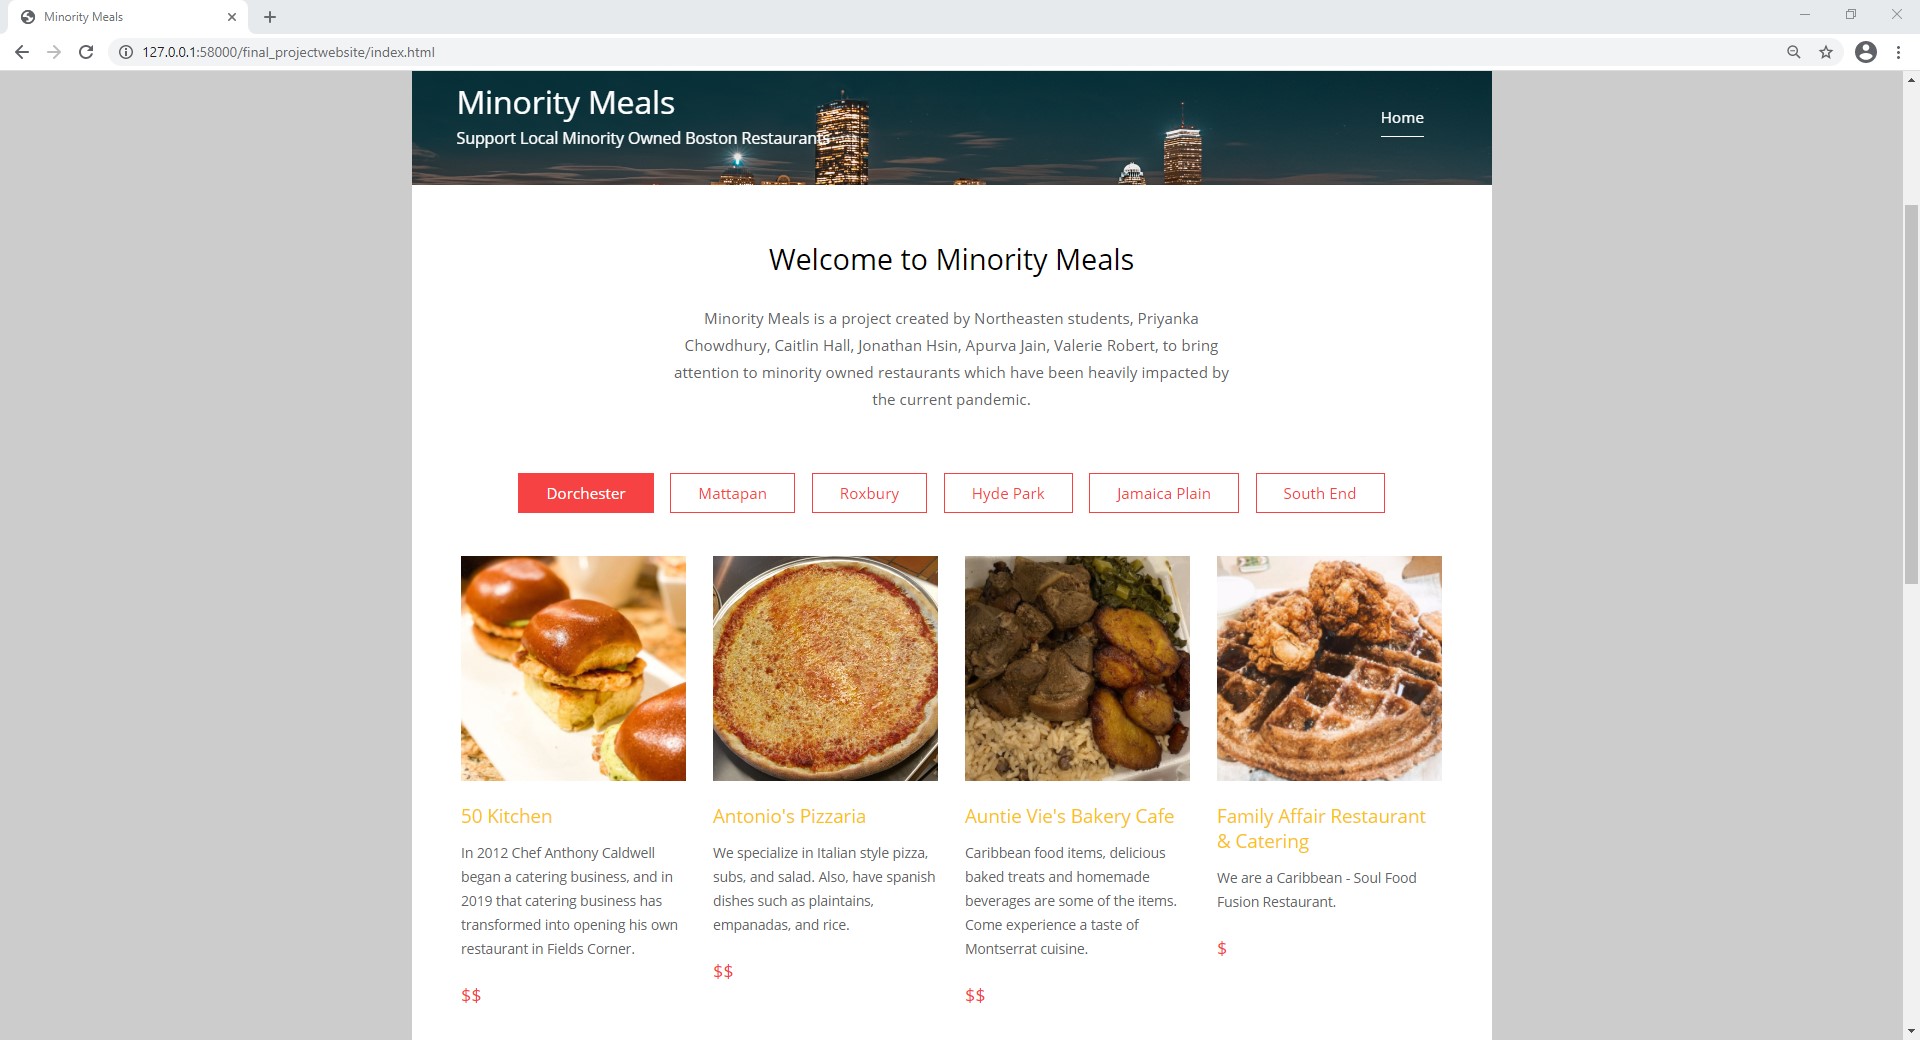 Minority Meals
127.0.0.1:58000/final_projectwebsite/index.html
Minority Meals
Support Local Minority Owned Boston Restaurants
Home
Welcome to Minority Meals
Minority Meals is a project created by Northeasten students, Priyanka
Chowdhury, Caitlin Hall, Jonathan Hsin, Apurva Jain, Valerie Robert, to bring
attention to minority owned restaurants which have been heavily impacted by
the current pandemic.
Dorchester
Mattapan
Roxbury
Hyde Park
Jamaica Plain
South End
50 Kitchen
In 2012 Chef Anthony Caldwell
began a catering business, and in
2019 that catering business has
transformed into opening his own
restaurant in Fields Corner.
$$
Antonio's Pizzaria
We specialize in Italian style pizza,
subs, and salad. Also, have spanish
dishes such as plaintains,
empanadas, and rice.
$$
Auntie Vie's Bakery Cafe
Caribbean food items, delicious
baked treats and homemade
beverages are some of the items.
Come experience a taste of
Montserrat cuisine.
$$
Family Affair Restaurant
& Catering
We are a Caribbean - Soul Food
Fusion Restaurant.
$